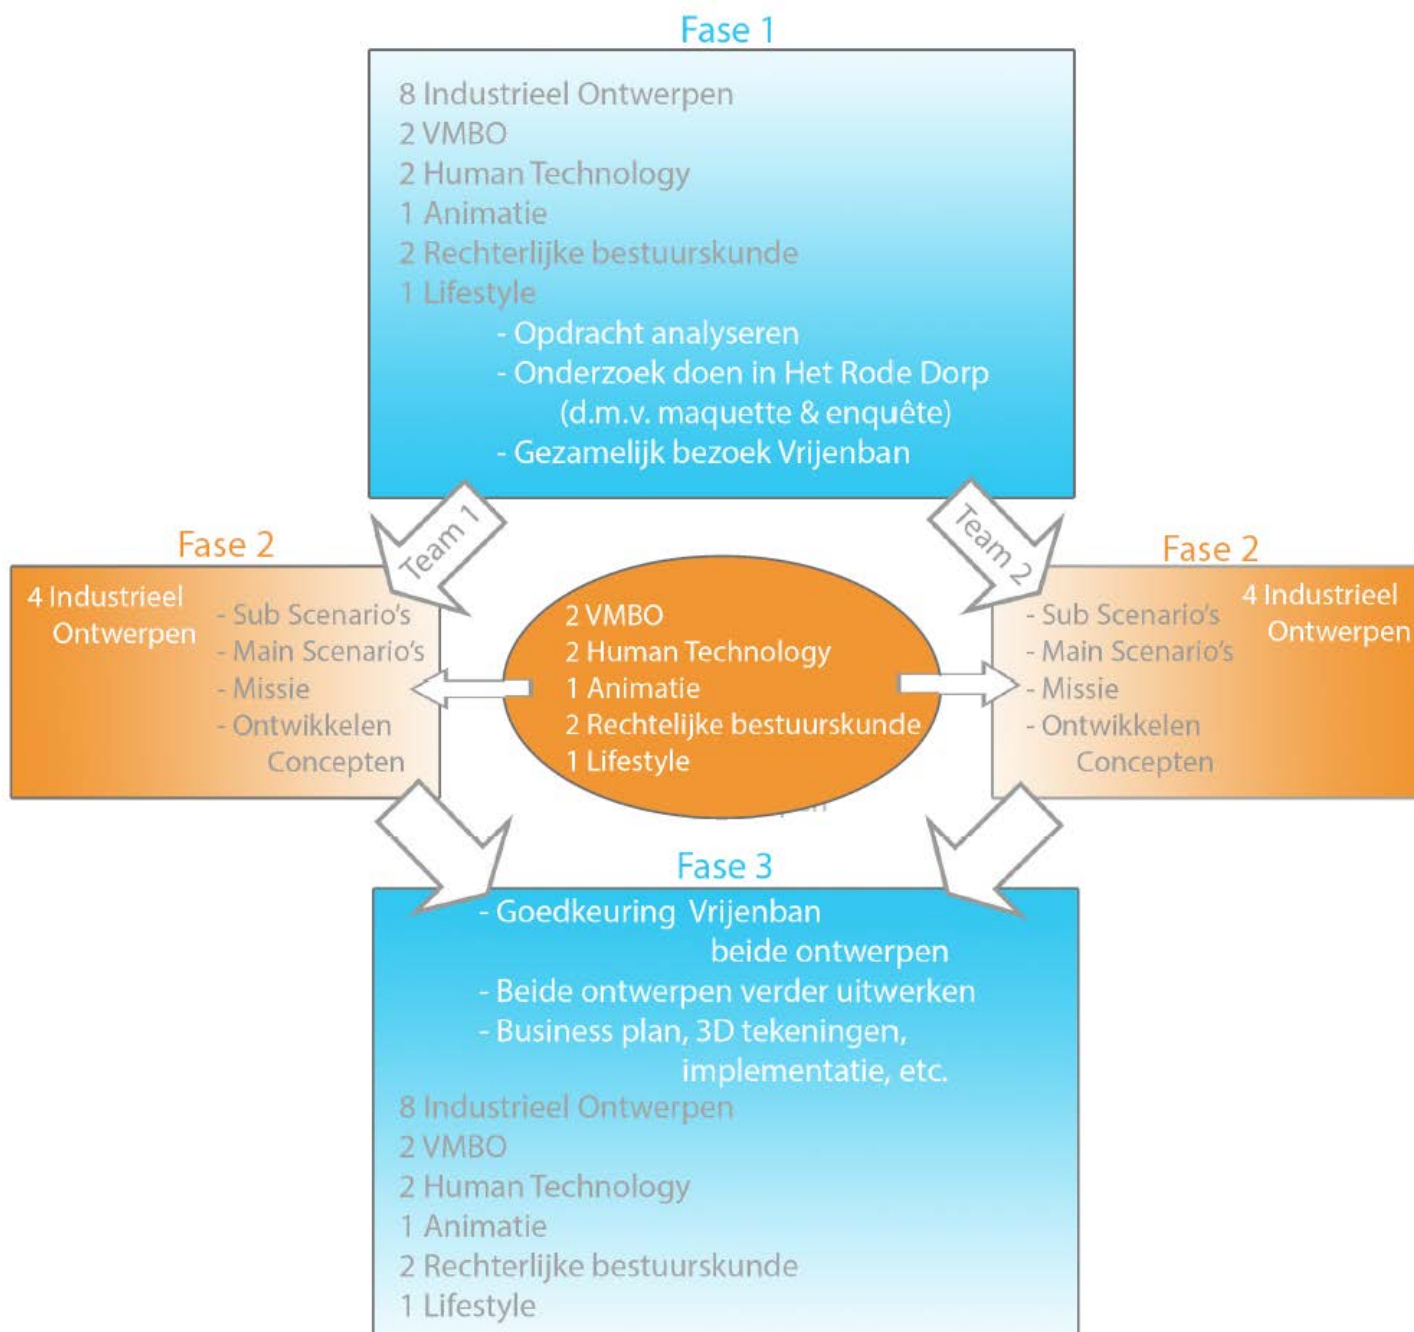 Fase 1
8 Industrieel Ontwerpen
2 VMBO
2 Human Technology
1 Animatie
2 Rechterlijke bestuurskunde
1 Lifestyle
- Opdracht analyseren
- Onderzoek doen in Het Rode Dorp
(d.m.v. maquette & enquête)
- Gezamelijk bezoek Vrijenban
Team 1
Team 2
Fase 2
4 Industrieel
Ontwerpen
- Sub Scenario's
- Main Scenario's
- Missie
- Ontwikkelen
Concepten
2 VMBO
2 Human Technology
1 Animatie
2 Rechtelijke bestuurskunde
1 Lifestyle
Fase 2
- Sub Scenario's
- Main Scenario's
- Missie
- Ontwikkelen
Concepten
4 Industrieel
Ontwerpen
Fase 3
- Goedkeuring Vrijenban
beide ontwerpen
- Beide ontwerpen verder uitwerken
- Business plan, 3D tekeningen,
implementatie, etc.
8 Industrieel Ontwerpen
2 VMBO
2 Human Technology
1 Animatie
2 Rechterlijke bestuurskunde
1 Lifestyle